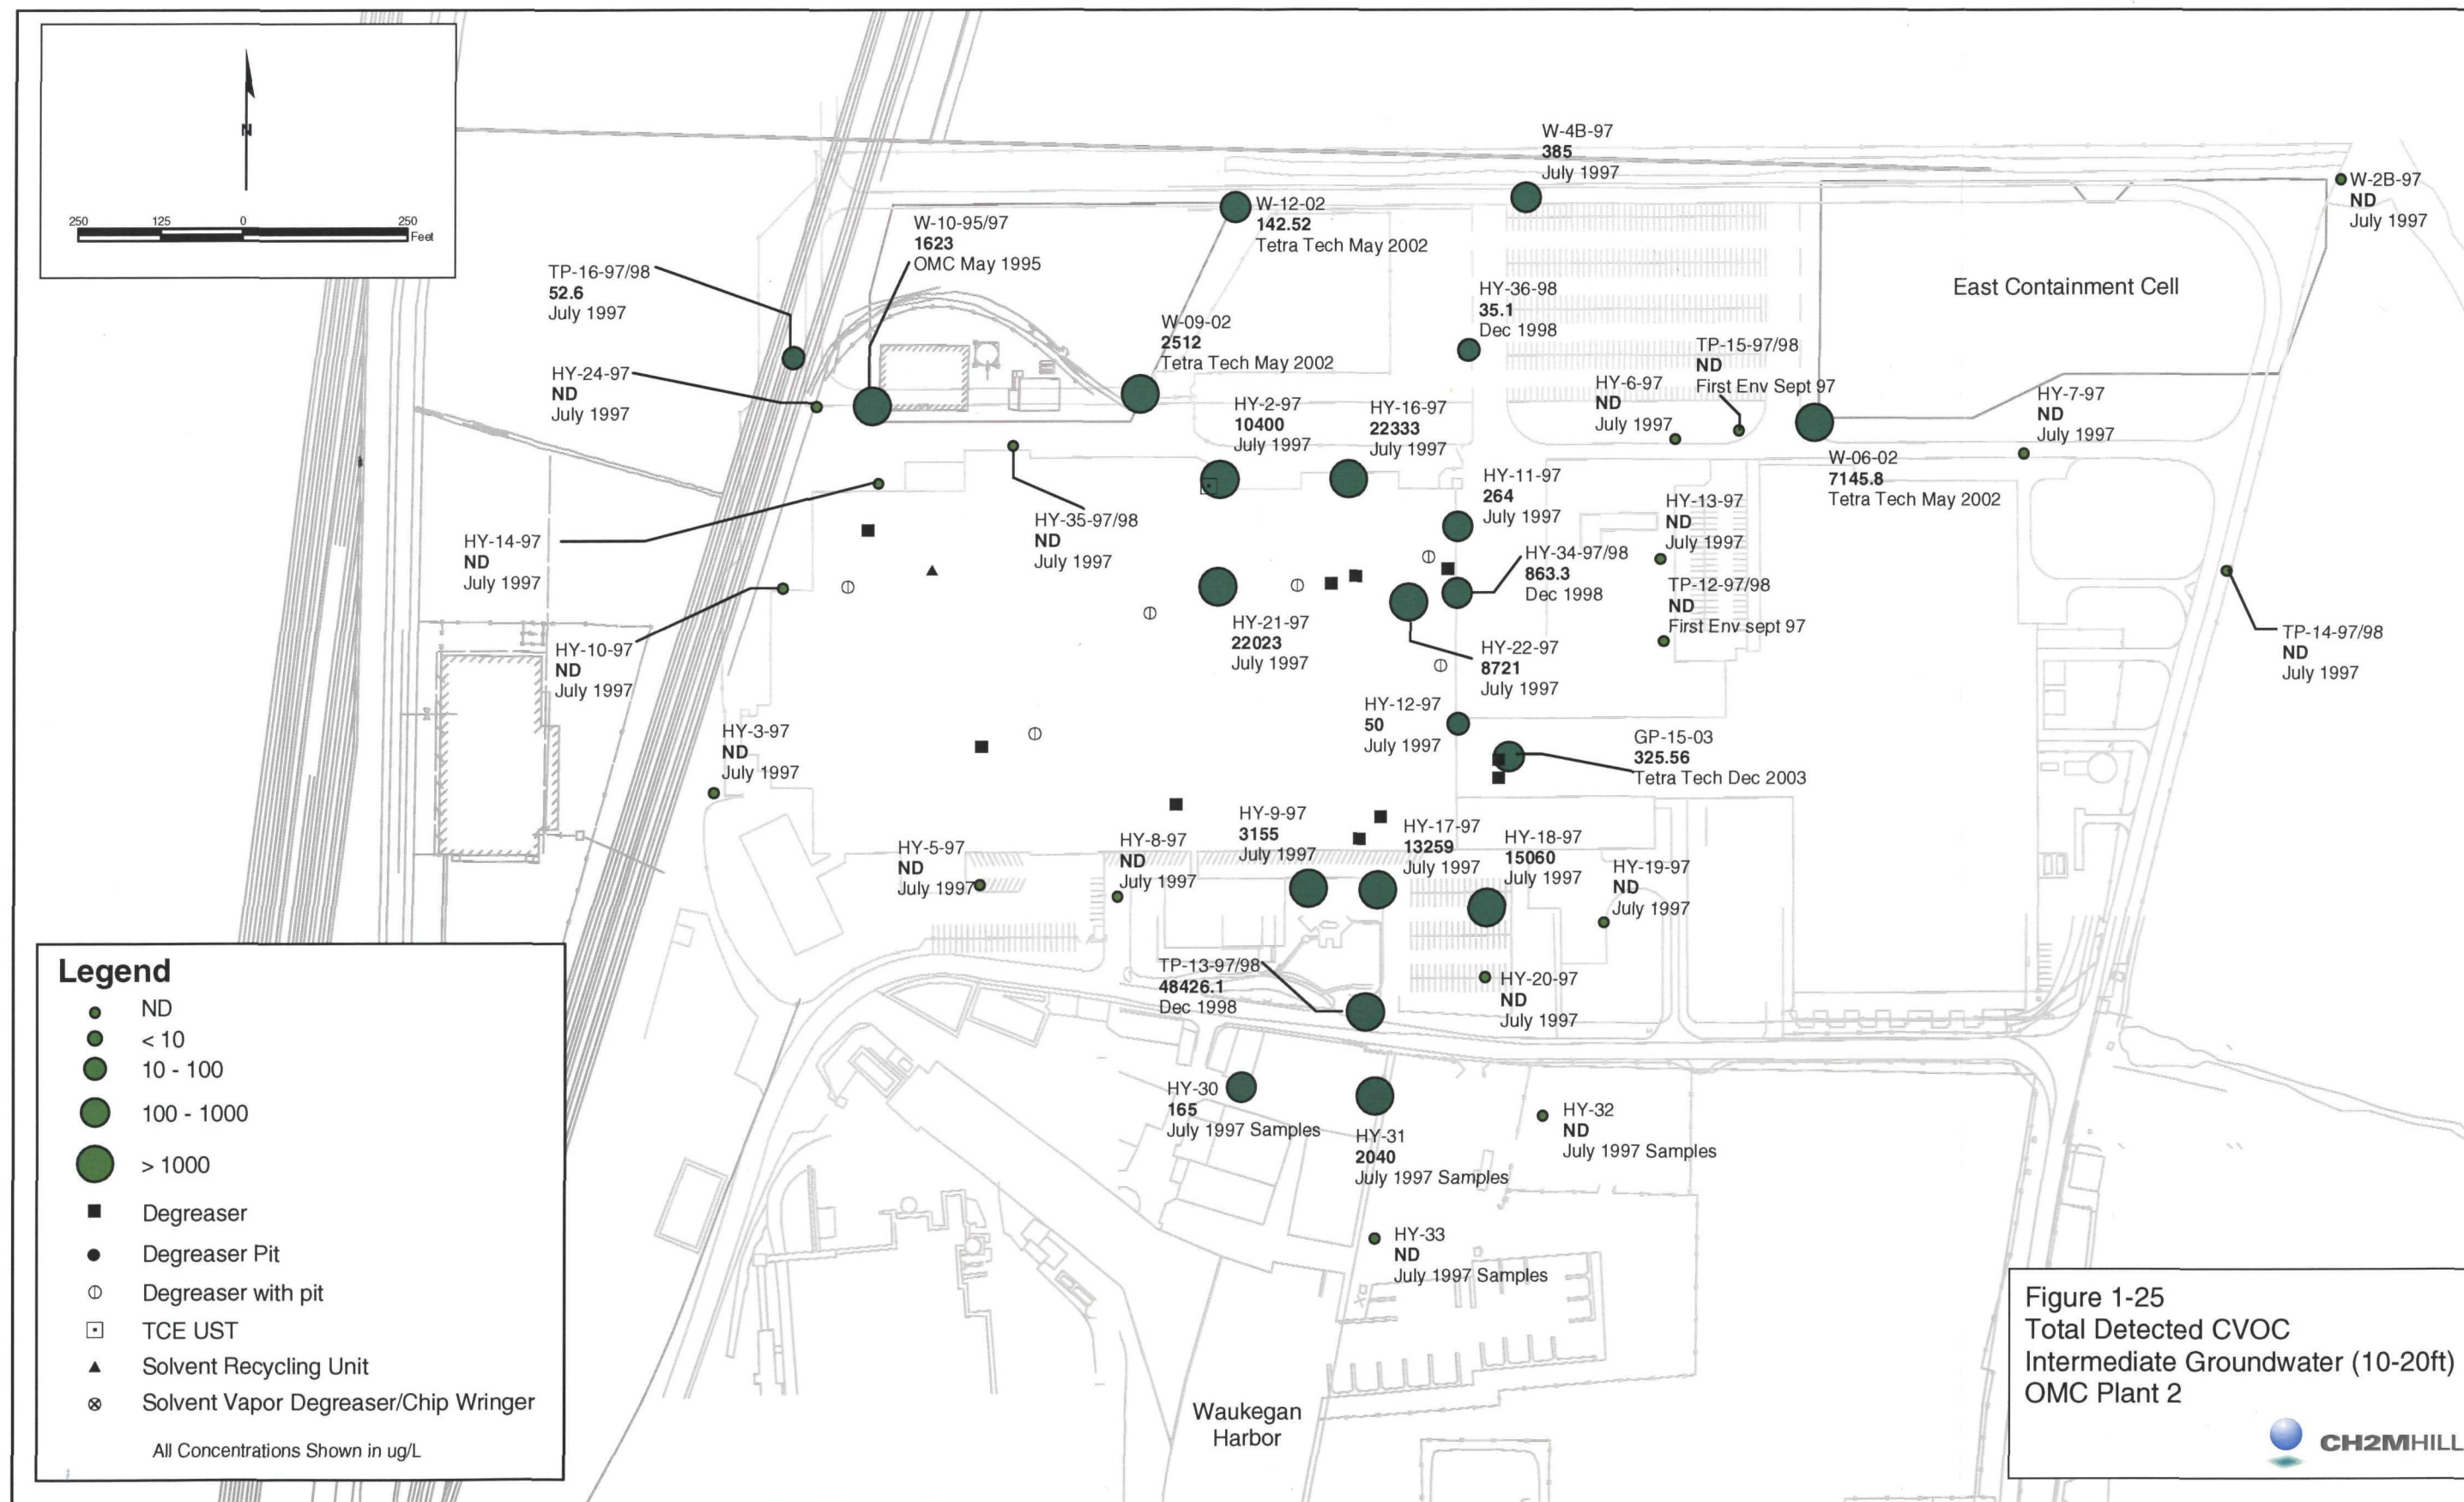 N
250
125
0
250
Feet
W-4B-97
385
July 1997
W-2B-97
ND
July 1997
W-12-02
142.52
Tetra Tech May 2002
W-10-95/97
1623
OMC May 1995
TP-16-97/98
52.6
July 1997
East Containment Cell
HY-36-98
35.1
Dec 1998
W-09-02
2512
Tetra Tech May 2002
TP-15-97/98
ND
First Env Sept 97
HY-24-97
ND
July 1997
HY-6-97
ND
July 1997
HY-7-97
ND
July 1997
HY-2-97
10400
July 1997
HY-16-97
22333
July 1997
W-06-02
7145.8
Tetra Tech May 2002
HY-11-97
264
July 1997
HY-13-97
ND
July 1997
HY-35-97/98
ND
July 1997
HY-14-97
ND
July 1997
HY-34-97/98
863.3
Dec 1998
TP-12-97/98
ND
First Env sept 97
HY-21-97
22023
July 1997
TP-14-97/98
ND
July 1997
HY-10-97
ND
July 1997
HY-22-97
8721
July 1997
HY-12-97
50
July 1997
HY-3-97
ND
July 1997
GP-15-03
325.56
Tetra Tech Dec 2003
HY-9-97
3155
July 1997
HY-17-97
13259
July 1997
HY-18-97
15060
July 1997
HY-5-97
ND
July 1997
HY-8-97
ND
July 1997
HY-19-97
ND
July 1997
TP-13-97/98
48426.1
Dec 1998
HY-20-97
ND
July 1997
HY-30
165
July 1997 Samples
HY-31
2040
July 1997 Samples
HY-32
ND
July 1997 Samples
HY-33
ND
July 1997 Samples
Waukegan
Harbor
Legend
ND
< 10
10 - 100
100 - 1000
> 1000
Degreaser
Degreaser Pit
Degreaser with pit
TCE UST
Solvent Recycling Unit
Solvent Vapor Degreaser/Chip Wringer
All Concentrations Shown in ug/L
Figure 1-25
Total Detected CVOC
Intermediate Groundwater (10-20ft)
OMC Plant 2
CH2MHILL